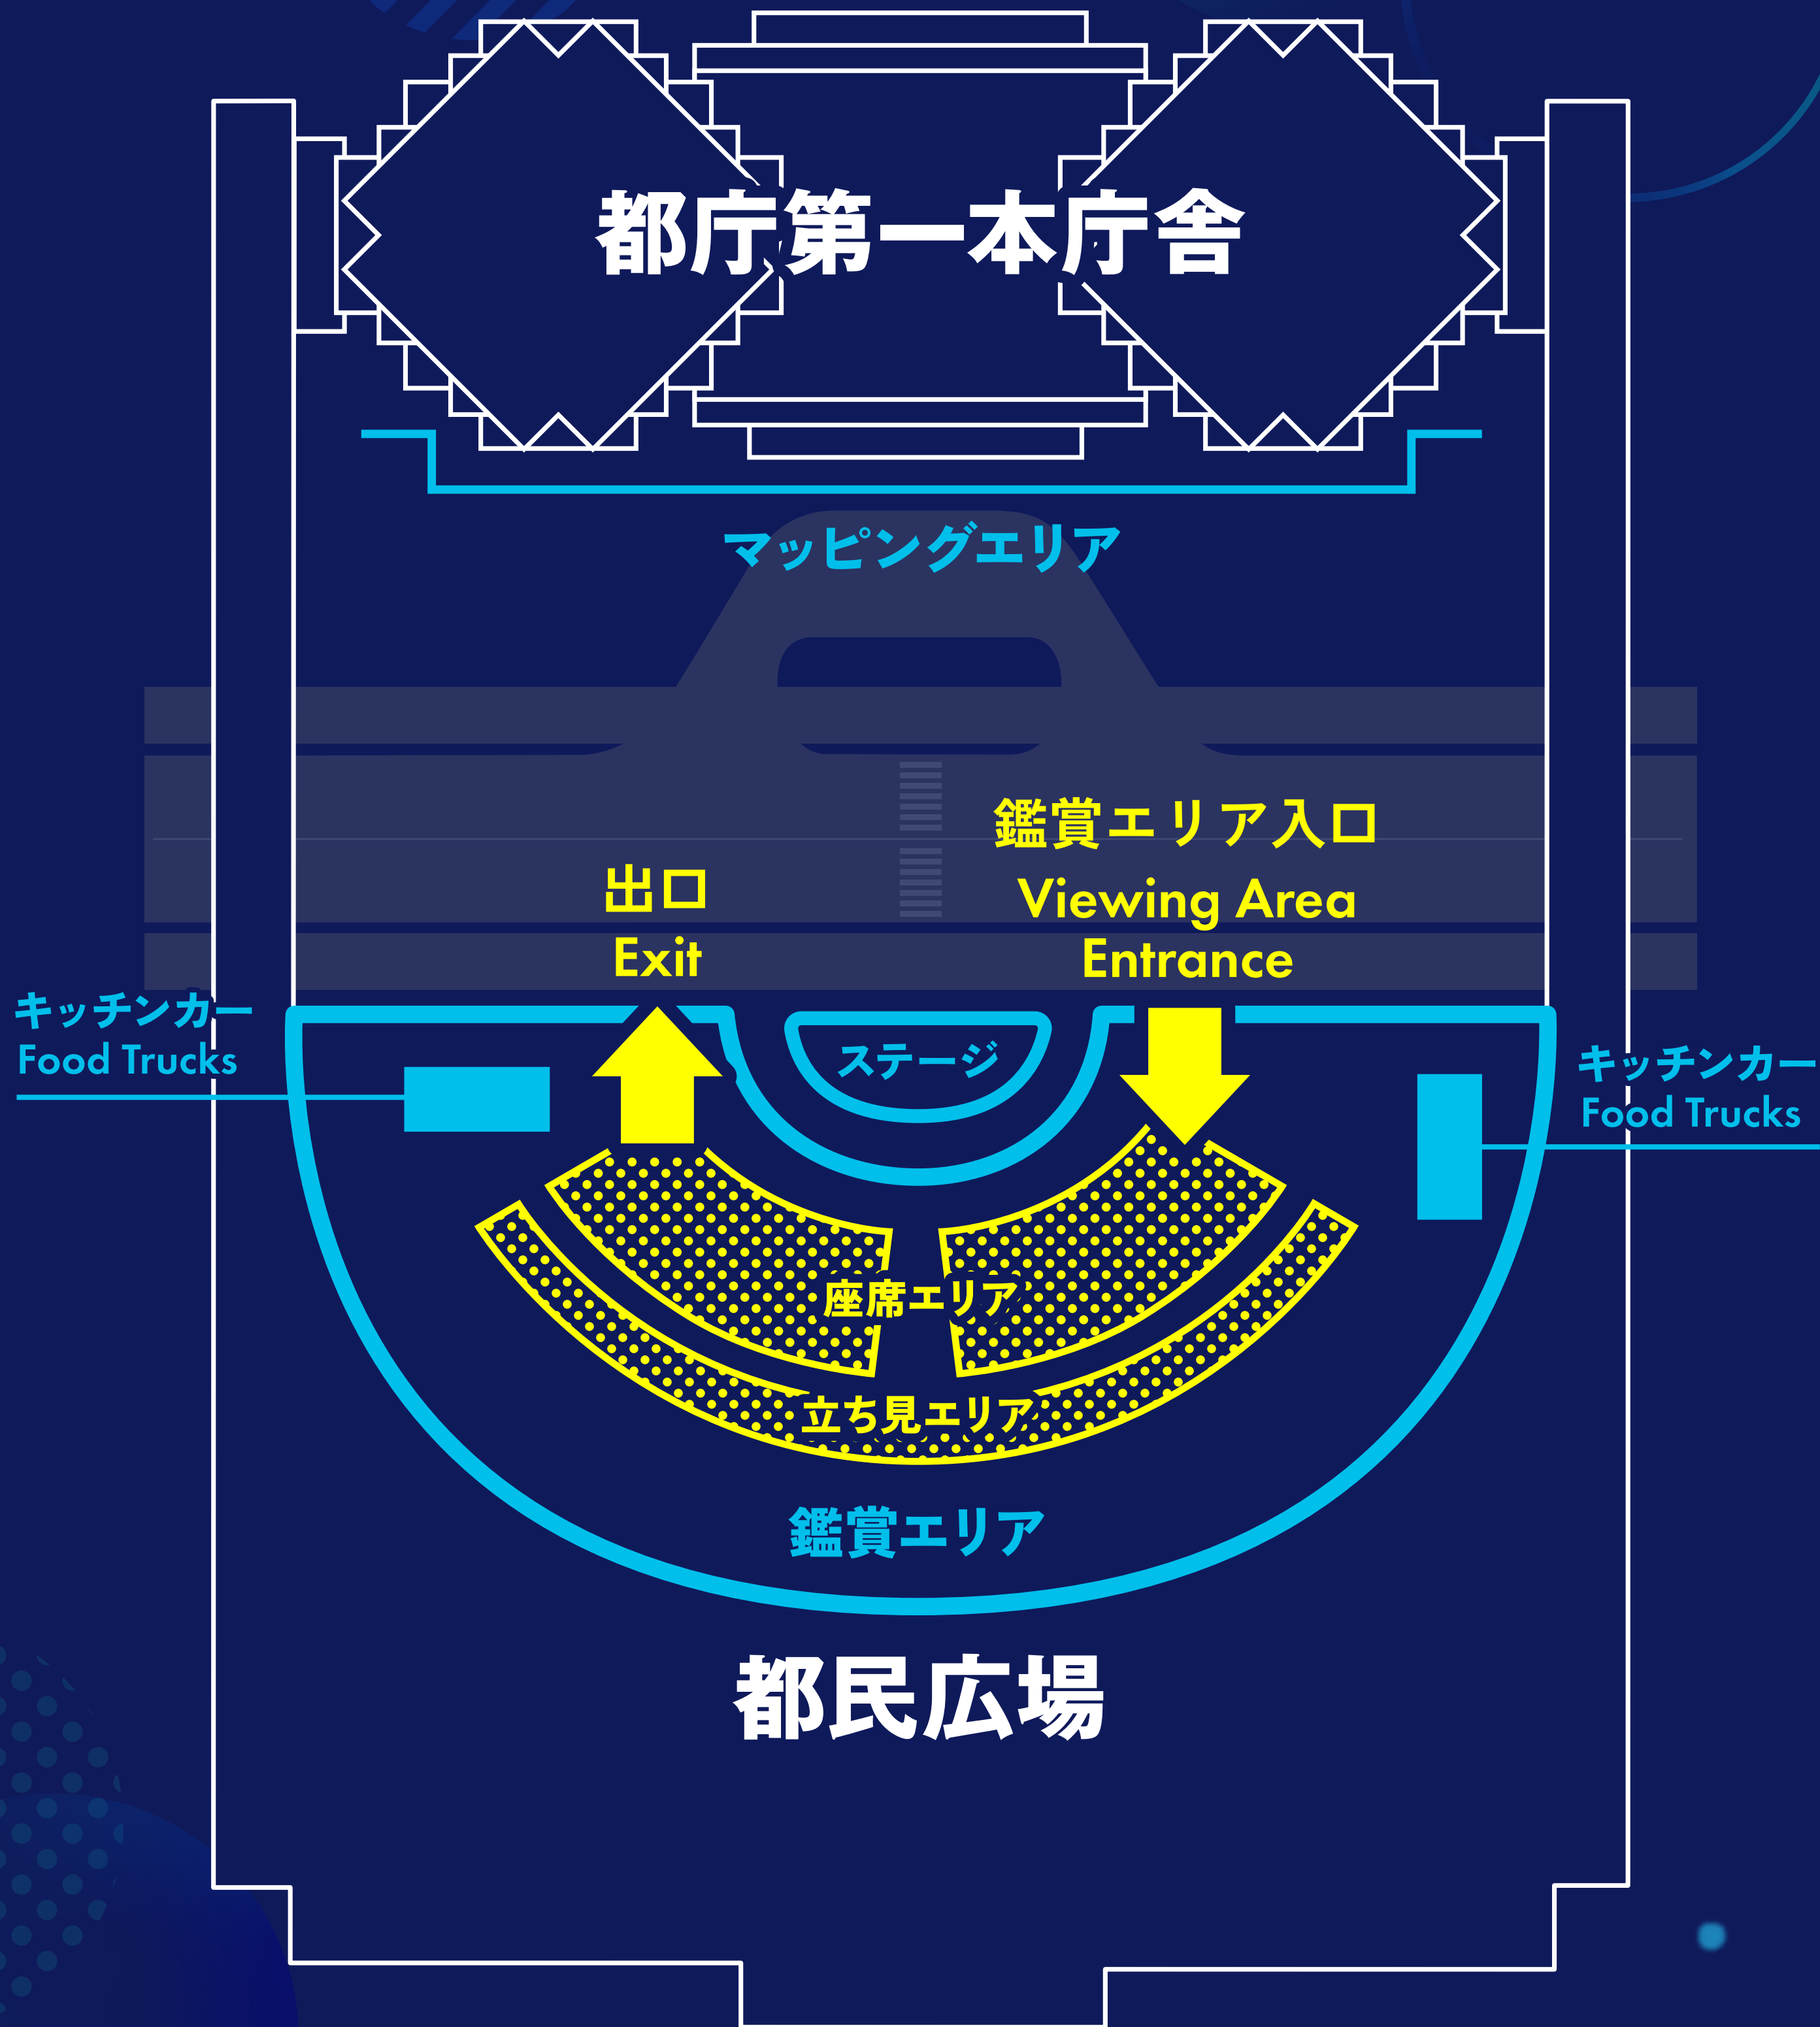 都庁第一本庁舎
マッピングエリア
鑑賞エリア入口
Viewing Area
Entrance
出口
Exit
キッチンカー
Food Trucks
ステージ
キッチンカー
Food Trucks
座席エリア
立ち見エリア
鑑賞エリア
都民広場